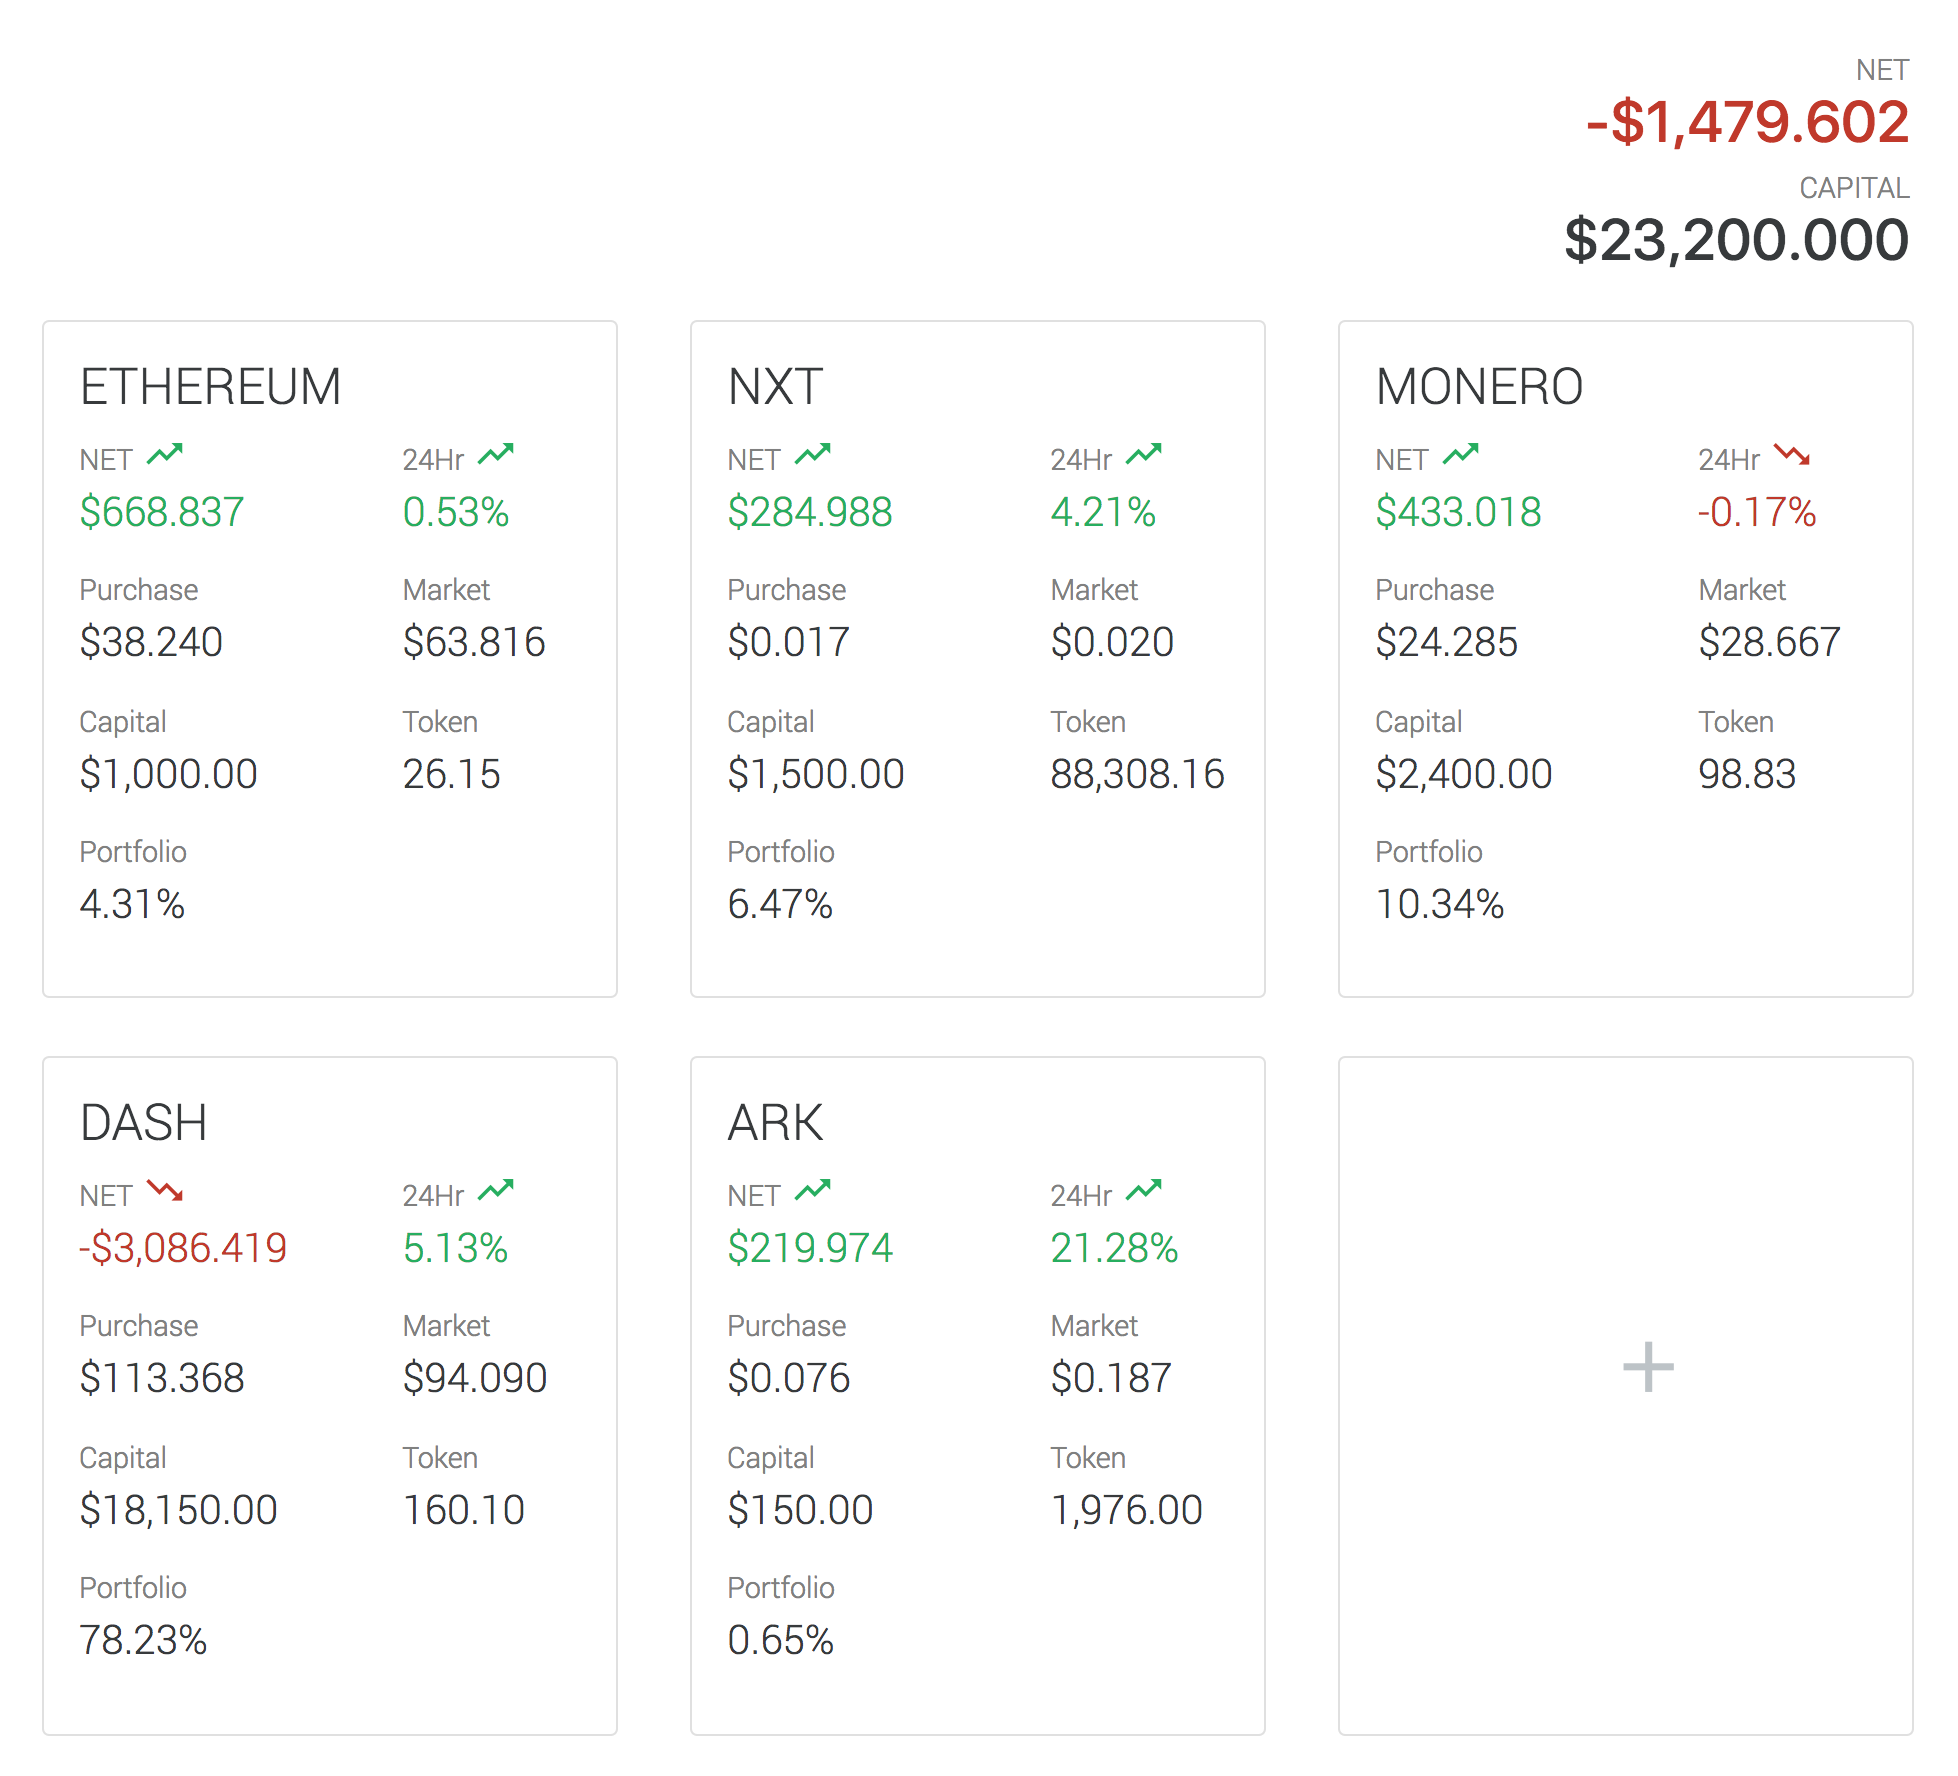 NET
-$1,479.602
CAPITAL
$23,200.000
ETHEREUM
NET 24Hr
$668.837 0.53%
Purchase Market
$38.240 $63.816
Capital Token
$1,000.00 26.15
Portfolio
4.31%
NXT
NET 24Hr
$284.988 4.21%
Purchase Market
$0.017 $0.020
Capital Token
$1,500.00 88,308.16
Portfolio
6.47%
MONERO
NET 24Hr
$433.018 -0.17%
Purchase Market
$24.285 $28.667
Capital Token
$2,400.00 98.83
Portfolio
10.34%
DASH
NET 24Hr
-$3,086.419 5.13%
Purchase Market
$113.368 $94.090
Capital Token
$18,150.00 160.10
Portfolio
78.23%
ARK
NET 24Hr
$219.974 21.28%
Purchase Market
$0.076 $0.187
Capital Token
$150.00 1,976.00
Portfolio
0.65%
+